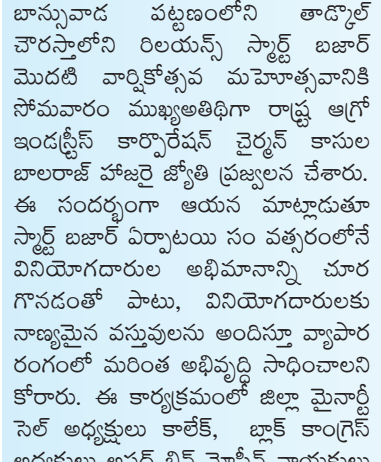 బాన్సువాడ పట్టణంలోని తాడ్కొల్
చౌరస్తాలోని రిలయన్స్ స్మార్ట్ బజార్
మొదటి వార్షికోత్సవ మహెూత్సవానికి
సోమవారం ముఖ్యఅతిథిగా రాష్ట్ర ఆగ్రో
ఇండస్ట్రీస్ కార్పొరేషన్ చైర్మన్ కాసుల
బాలరాజ్ హాజరై జ్యోతి ప్రజ్వలన చేశారు.
ఈ సందర్భంగా ఆయన మాట్లాడుతూ
స్మార్ట్ బజార్ ఏర్పాటయి సం వత్సరంలోనే
వినియోగదారుల అభిమానాన్ని చూర
గొనడంతో పాటు, వినియోగదారులకు
నాణ్యమైన వస్తువులను అందిస్తూ వ్యాపార
రంగంలో మరింత అభివృద్ధి సాధించాలని
కోరారు. ఈ కార్యక్రమంలో జిల్లా మైనార్టీ
సెల్ అధ్యక్షులు కాలేక్, బ్లాక్ కాంగ్రెస్